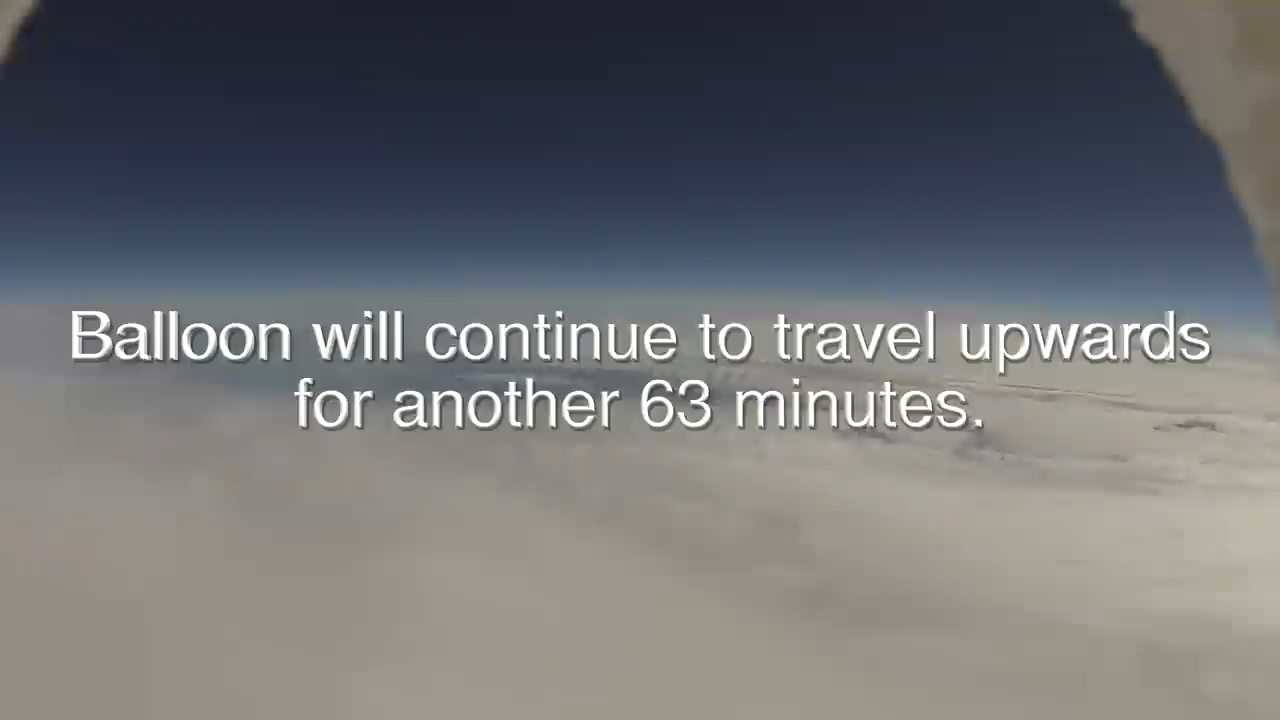 Balloon will continue to travel upwards
for another 63 minutes.